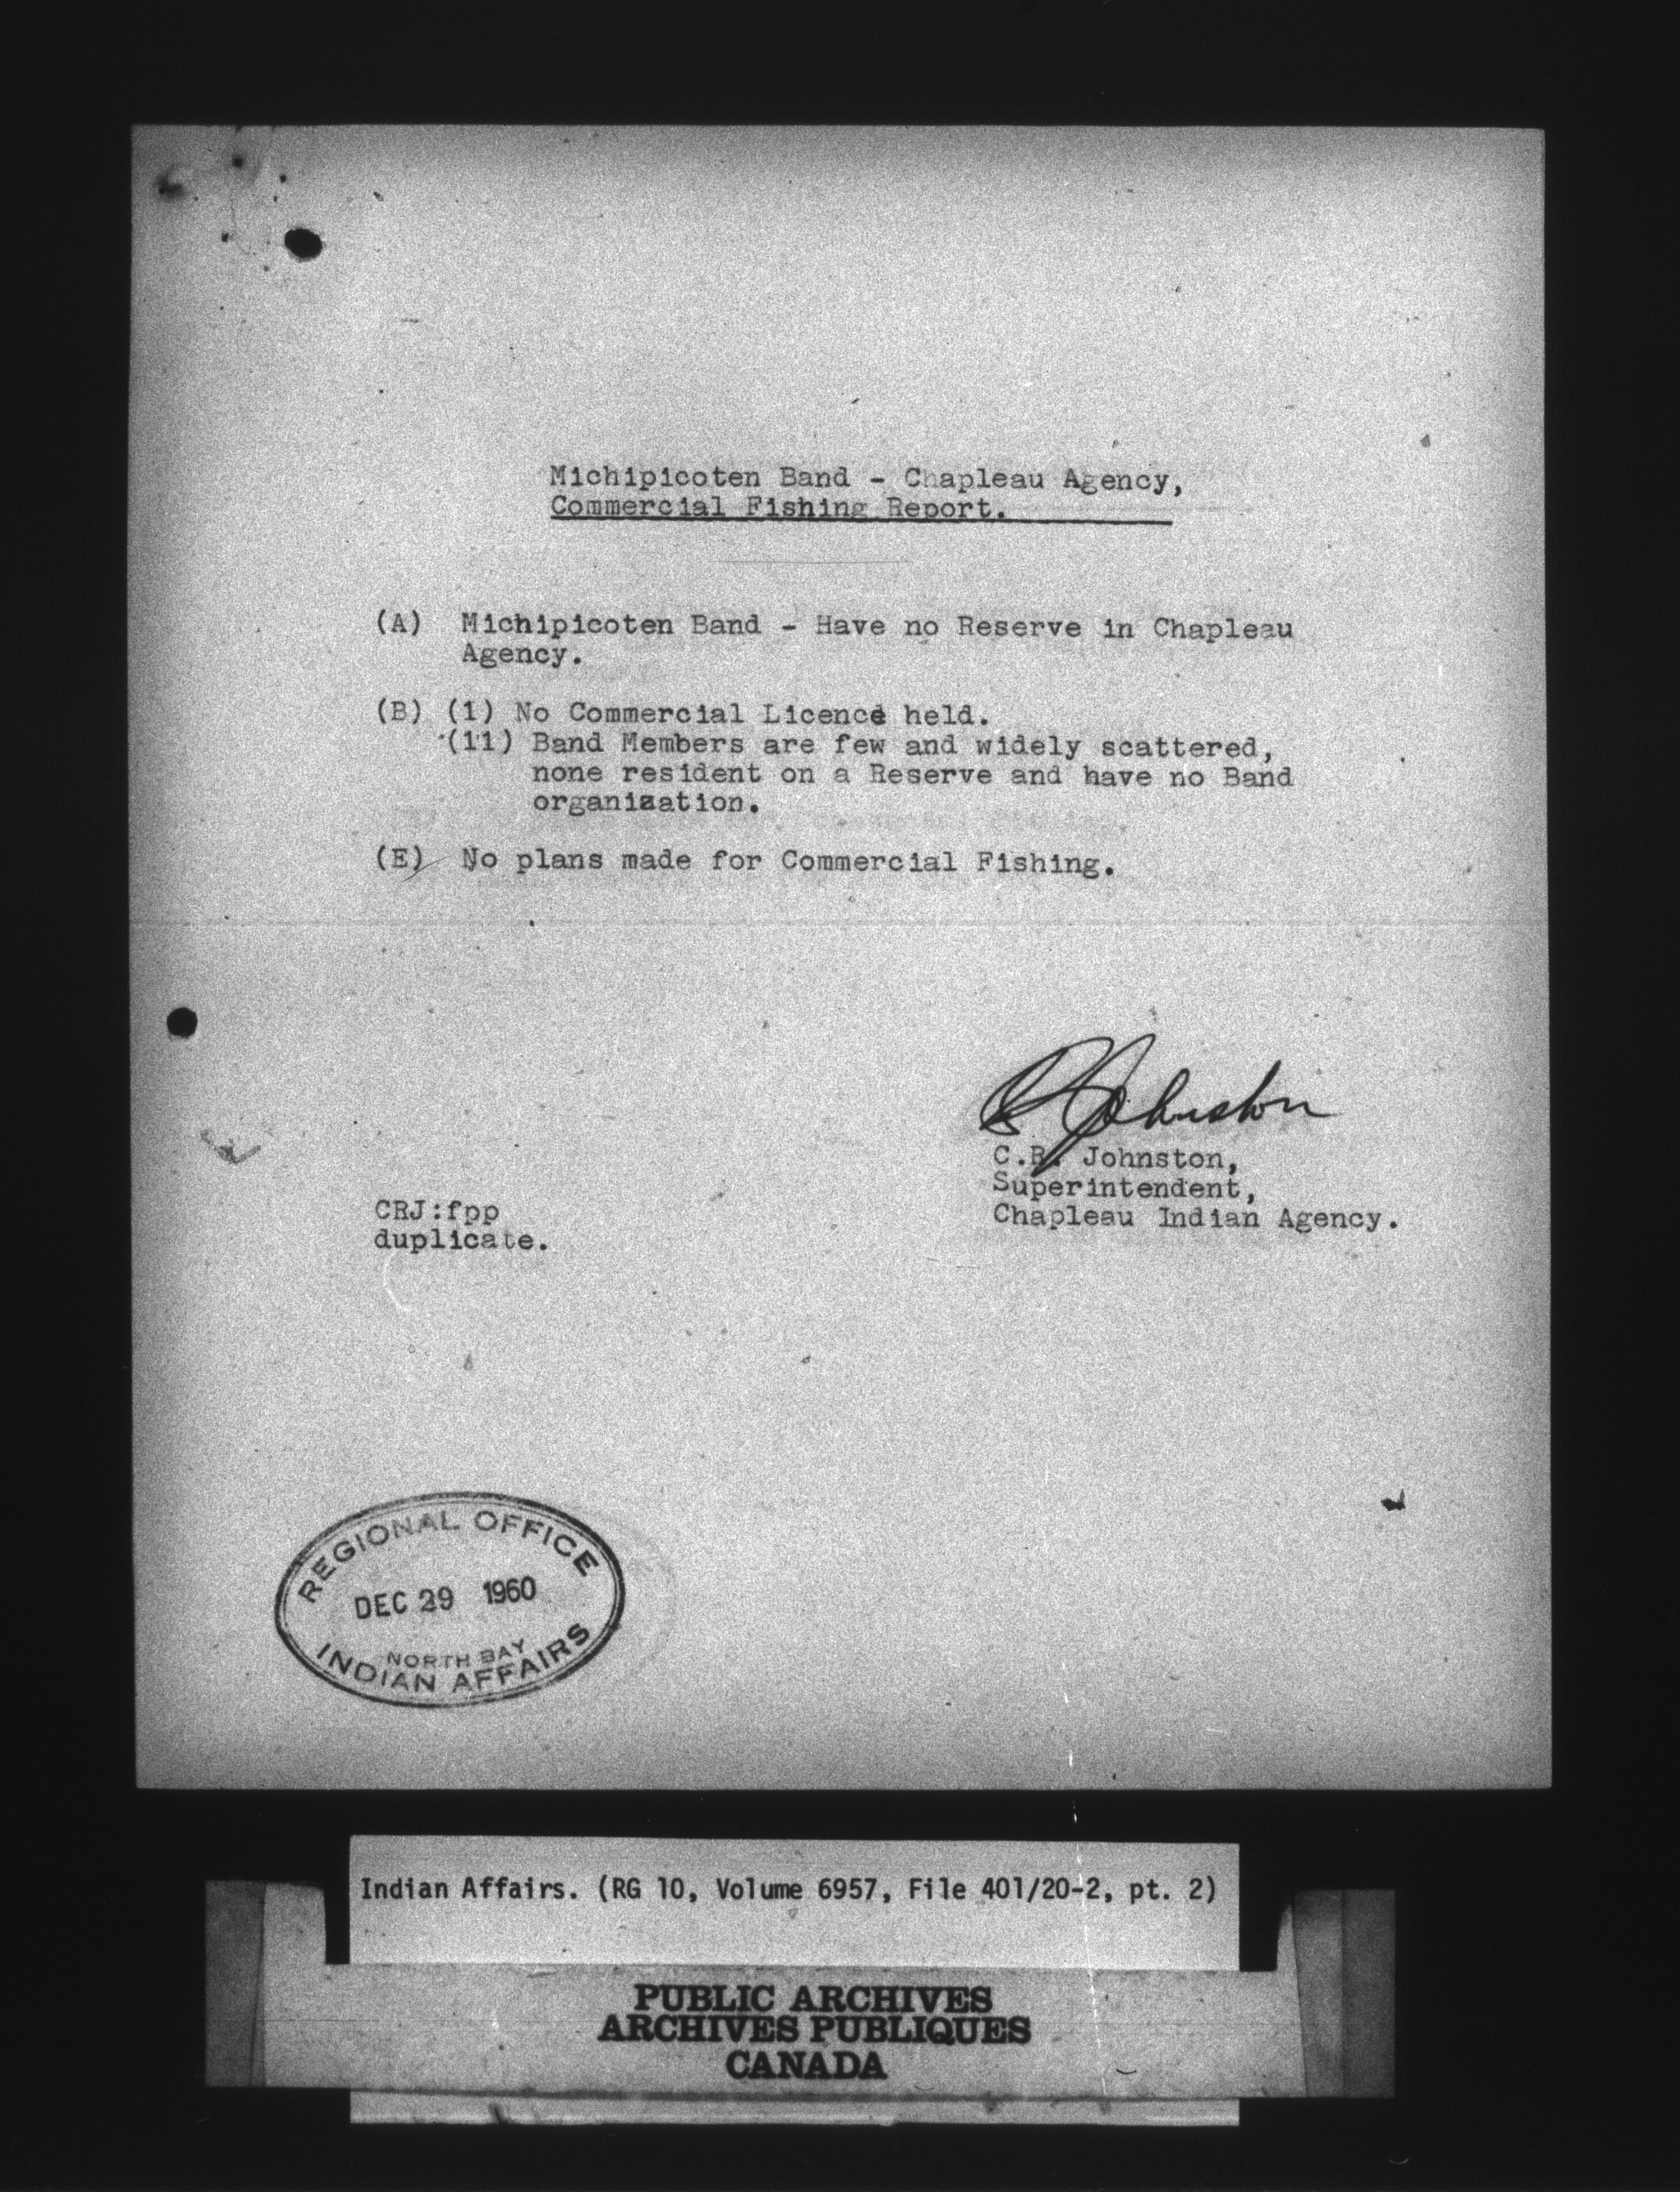 Michipicoten Band - Chapleau Agency,
Commercial Fishing Report.
(A) Michipicoten Band - Have no Reserve in Chapleau
Agency.
(B) (1) No Commercial Licence held.
(11) Band Members are few and widely scattered,
none resident on a Reserve and have no Band
organization.
(E) No plans made for Commercial Fishing.
C.R. Johnston
C.R. Johnston,
Superintendent,
Chapleau Indian Agency.
CRJ:fpp
duplicate.
REGIONAL OFFICE
DEC 29 1960
NORTH BAY
INDIAN AFFAIRS
Indian Affairs. (RG 10, Volume 6957, File 401/20-2, pt. 2)
PUBLIC ARCHIVES
ARCHIVES PUBLIQUES
CANADA